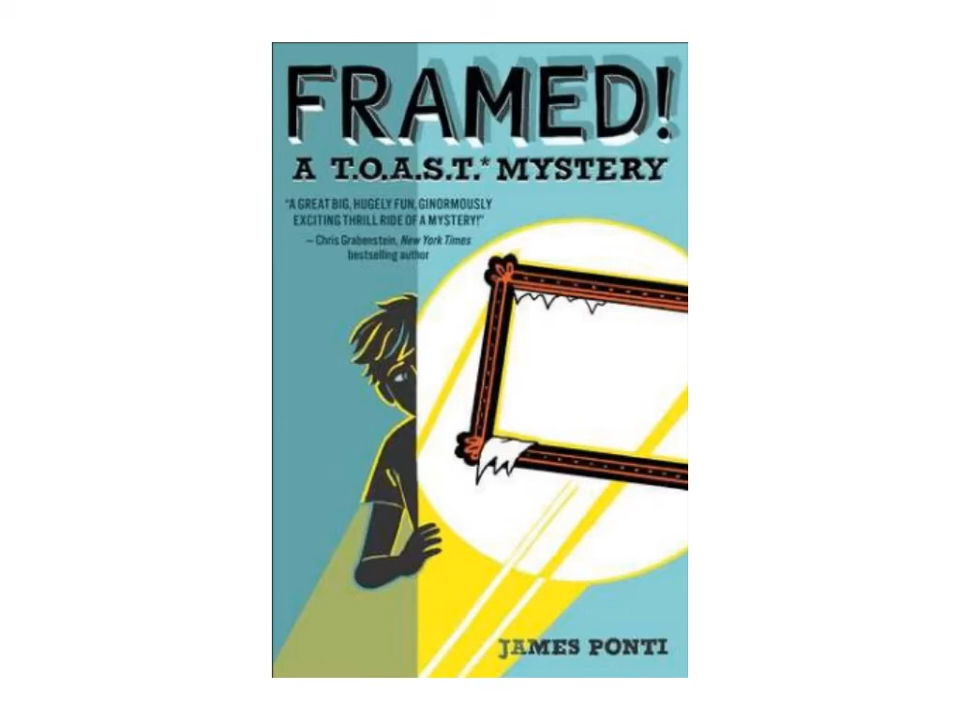 FRAMED!
A T.O.A.S.T.* MYSTERY
"A GREAT BIG, HUGELY FUN, GINORMOUSLY
EXCITING THRILL RIDE OF A MYSTERY!"
– Chris Grabenstein, New York Times
bestselling author
JAMES PONTI